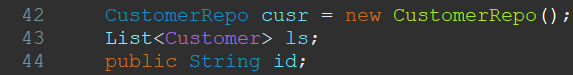 42 CustomerRepo cusr = new CustomerRepo();
43 List<Customer> ls;
44 public String id;